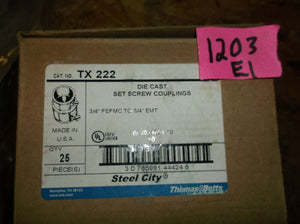 1203
E1
CAT. NO. TX 222
DIE CAST
SET SCREW COUPLINGS
3/4" FEFMC TO 3/4" EMT
MADE IN
U.S.A.
QTY
25
PIECE(S)
Steel City®
Thomas&Betts